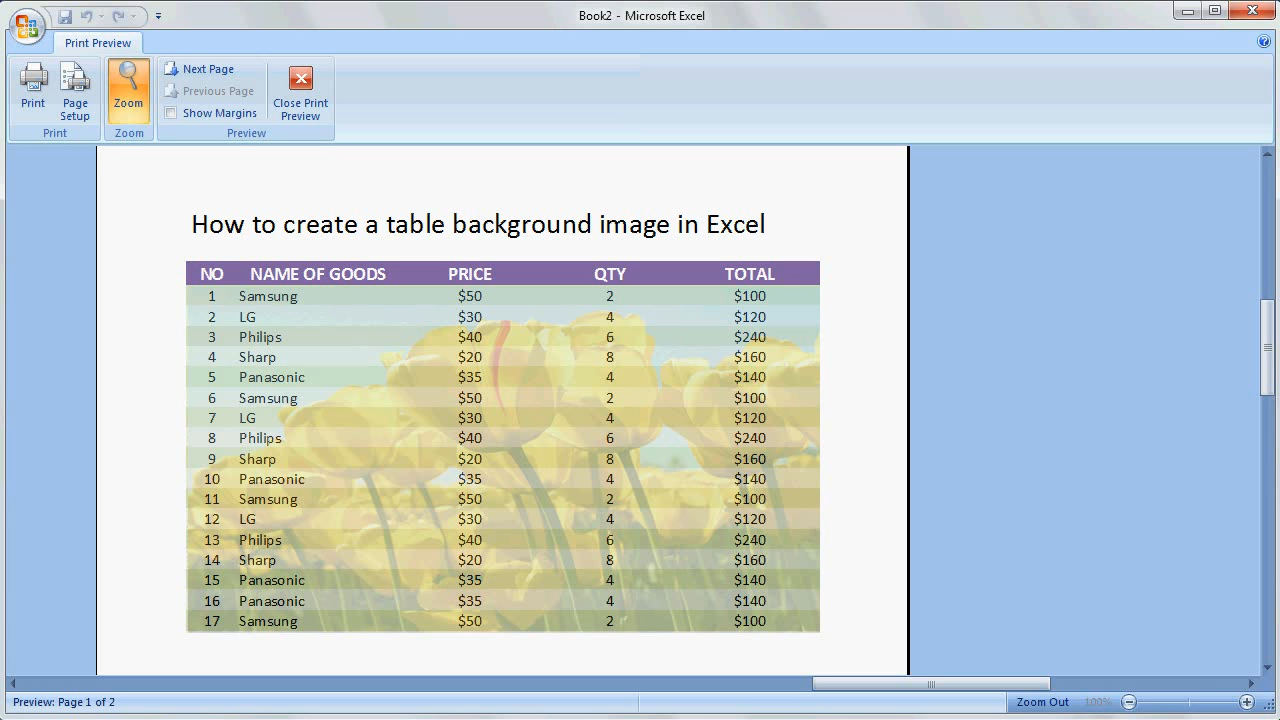 Book2 - Microsoft Excel
Print Preview
Print
Page Setup
Zoom
Next Page
Previous Page
Show Margins
Close Print Preview
Print
Zoom
Preview
How to create a table background image in Excel
NO NAME OF GOODS PRICE QTY TOTAL
1 Samsung $50 2 $100
2 LG $30 4 $120
3 Philips $40 6 $240
4 Sharp $20 8 $160
5 Panasonic $35 4 $140
6 Samsung $50 2 $100
7 LG $30 4 $120
8 Philips $40 6 $240
9 Sharp $20 8 $160
10 Panasonic $35 4 $140
11 Samsung $50 2 $100
12 LG $30 4 $120
13 Philips $40 6 $240
14 Sharp $20 8 $160
15 Panasonic $35 4 $140
16 Panasonic $35 4 $140
17 Samsung $50 2 $100
Preview: Page 1 of 2
Zoom Out 100%